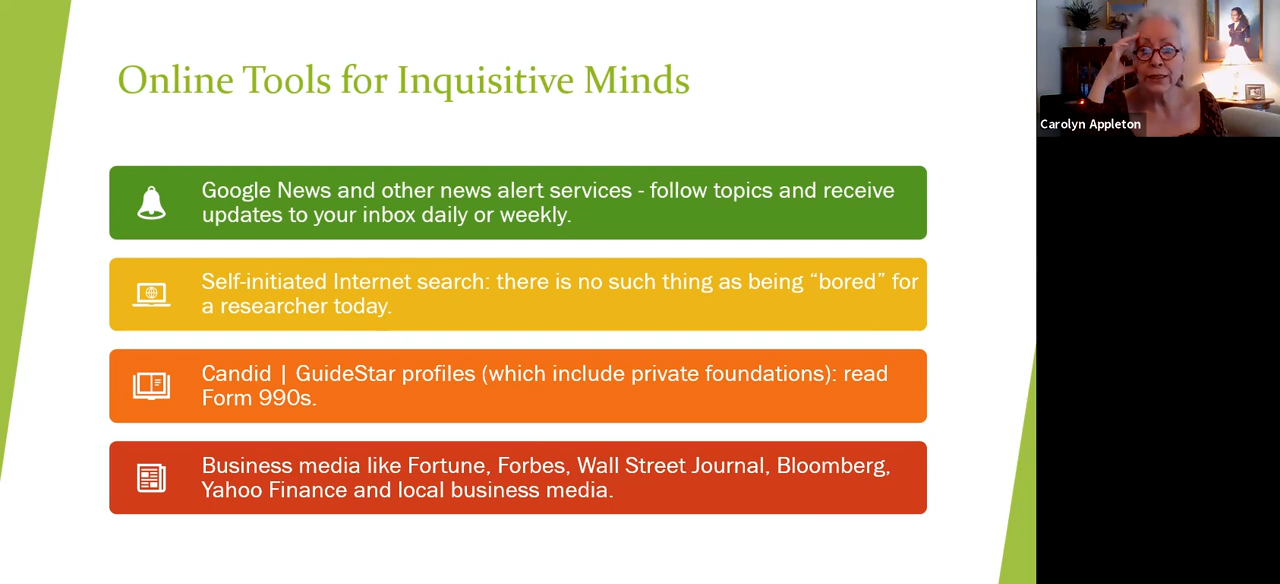 Online Tools for Inquisitive Minds
Carolyn Appleton
Google News and other news alert services - follow topics and receive
updates to your inbox daily or weekly.
Self-initiated Internet search: there is no such thing as being “bored” for
a researcher today.
Candid | GuideStar profiles (which include private foundations): read
Form 990s.
Business media like Fortune, Forbes, Wall Street Journal, Bloomberg,
Yahoo Finance and local business media.